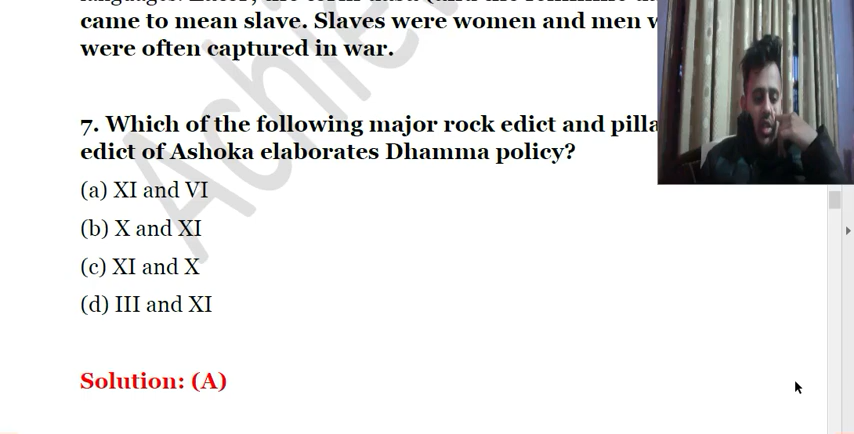 came to mean slave. Slaves were women and men
were often captured in war.
7. Which of the following major rock edict and
edict of Ashoka elaborates Dhamma policy?
(a) XI and VI
(b) X and XI
(c) XI and X
(d) III and XI
Solution: (A)